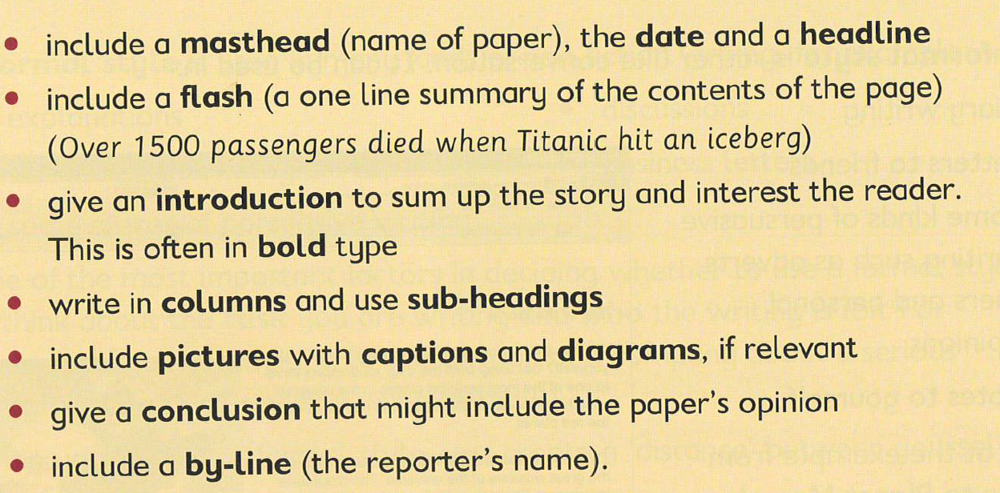 • include a masthead (name of paper), the date and a headline
• include a flash (a one line summary of the contents of the page)
(Over 1500 passengers died when Titanic hit an iceberg)
• give an introduction to sum up the story and interest the reader.
This is often in bold type
• write in columns and use sub-headings
• include pictures with captions and diagrams, if relevant
• give a conclusion that might include the paper's opinion
• include a by-line (the reporter's name).